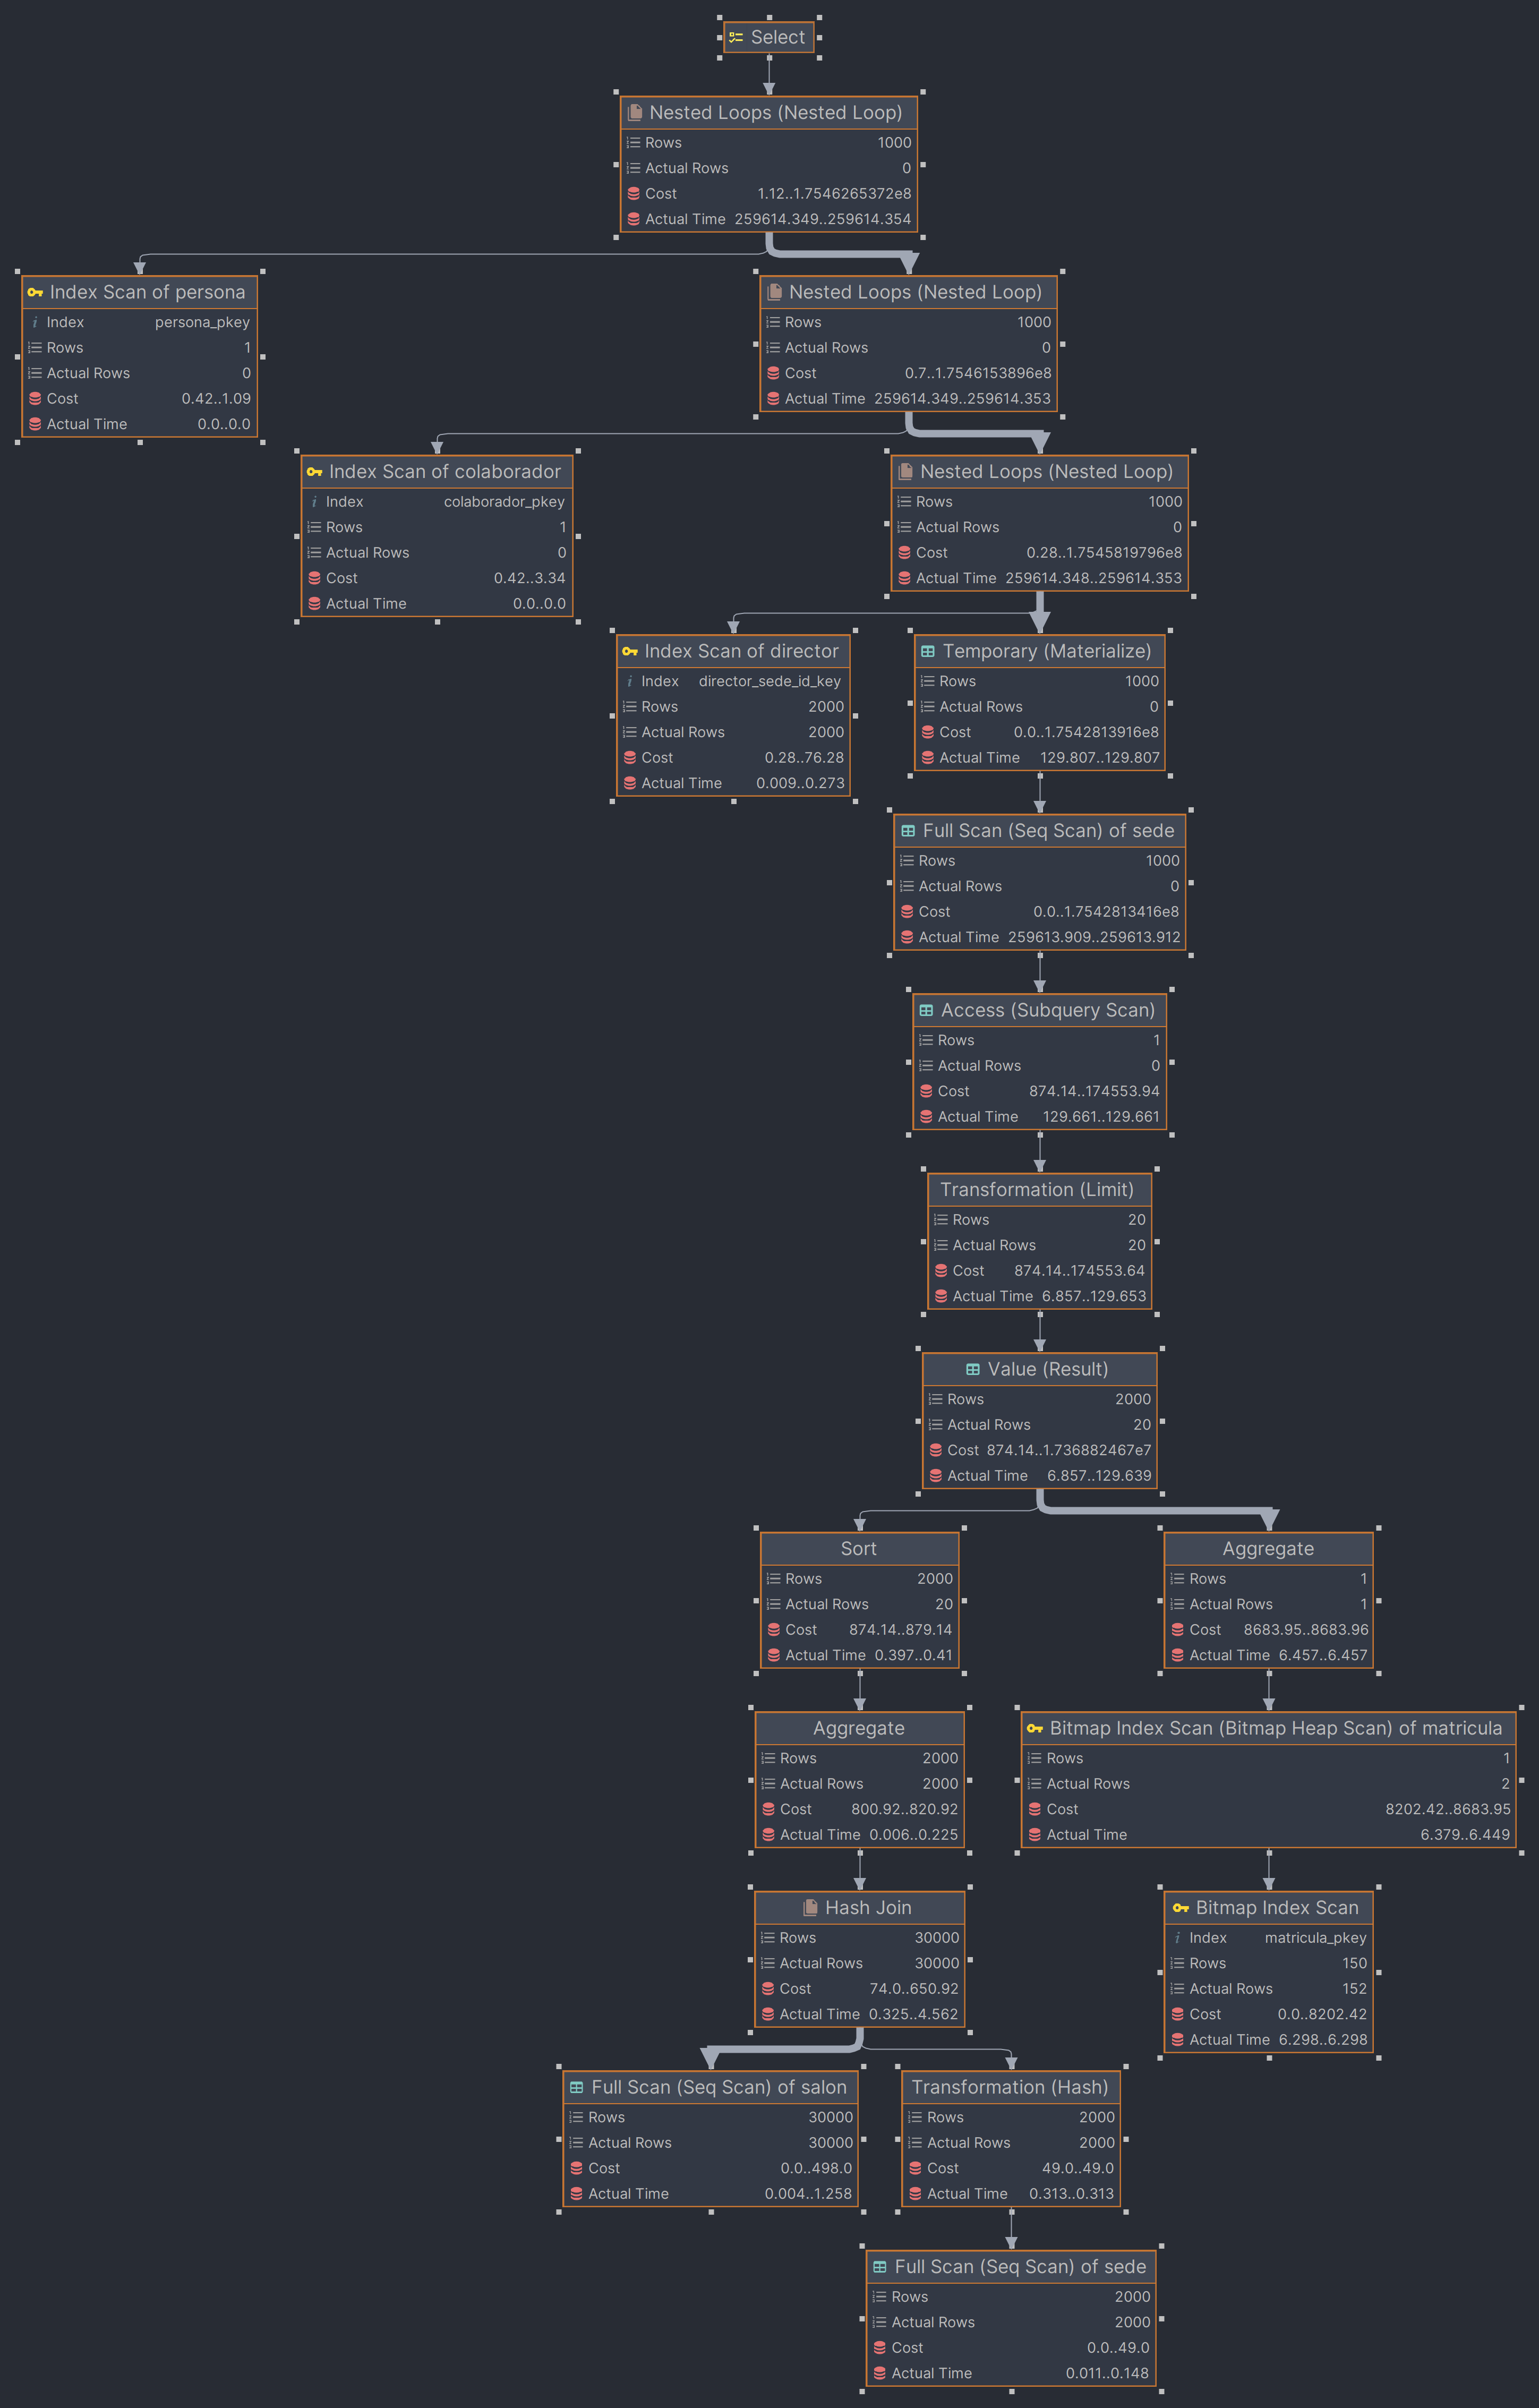 Select
Nested Loops (Nested Loop)
Rows 1000
Actual Rows 0
Cost 1.12..1.7546265372e8
Actual Time 259614.349..259614.354
Index Scan of persona
Index persona_pkey
Rows 1
Actual Rows 0
Cost 0.42..1.09
Actual Time 0.0..0.0
Nested Loops (Nested Loop)
Rows 1000
Actual Rows 0
Cost 0.7..1.7546153896e8
Actual Time 259614.349..259614.353
Index Scan of colaborador
Index colaborador_pkey
Rows 1
Actual Rows 0
Cost 0.42..3.34
Actual Time 0.0..0.0
Nested Loops (Nested Loop)
Rows 1000
Actual Rows 0
Cost 0.28..1.7545819796e8
Actual Time 259614.348..259614.353
Index Scan of director
Index director_sede_id_key
Rows 2000
Actual Rows 2000
Cost 0.28..76.28
Actual Time 0.009..0.273
Temporary (Materialize)
Rows 1000
Actual Rows 0
Cost 0.0..1.7542813916e8
Actual Time 129.807..129.807
Full Scan (Seq Scan) of sede
Rows 1000
Actual Rows 0
Cost 0.0..1.7542813416e8
Actual Time 259613.909..259613.912
Access (Subquery Scan)
Rows 1
Actual Rows 0
Cost 874.14..174553.94
Actual Time 129.661..129.661
Transformation (Limit)
Rows 20
Actual Rows 20
Cost 874.14..174553.64
Actual Time 6.857..129.653
Value (Result)
Rows 2000
Actual Rows 20
Cost 874.14..1.736882467e7
Actual Time 6.857..129.639
Sort
Rows 2000
Actual Rows 20
Cost 874.14..879.14
Actual Time 0.397..0.41
Aggregate
Rows 1
Actual Rows 1
Cost 8683.95..8683.96
Actual Time 6.457..6.457
Aggregate
Rows 2000
Actual Rows 2000
Cost 800.92..820.92
Actual Time 0.006..0.225
Bitmap Index Scan (Bitmap Heap Scan) of matricula
Rows 1
Actual Rows 2
Cost 8202.42..8683.95
Actual Time 6.379..6.449
Hash Join
Rows 30000
Actual Rows 30000
Cost 74.0..650.92
Actual Time 0.325..4.562
Bitmap Index Scan
Index matricula_pkey
Rows 150
Actual Rows 152
Cost 0.0..8202.42
Actual Time 6.298..6.298
Full Scan (Seq Scan) of salon
Rows 30000
Actual Rows 30000
Cost 0.0..498.0
Actual Time 0.004..1.258
Transformation (Hash)
Rows 2000
Actual Rows 2000
Cost 49.0..49.0
Actual Time 0.313..0.313
Full Scan (Seq Scan) of sede
Rows 2000
Actual Rows 2000
Cost 0.0..49.0
Actual Time 0.011..0.148